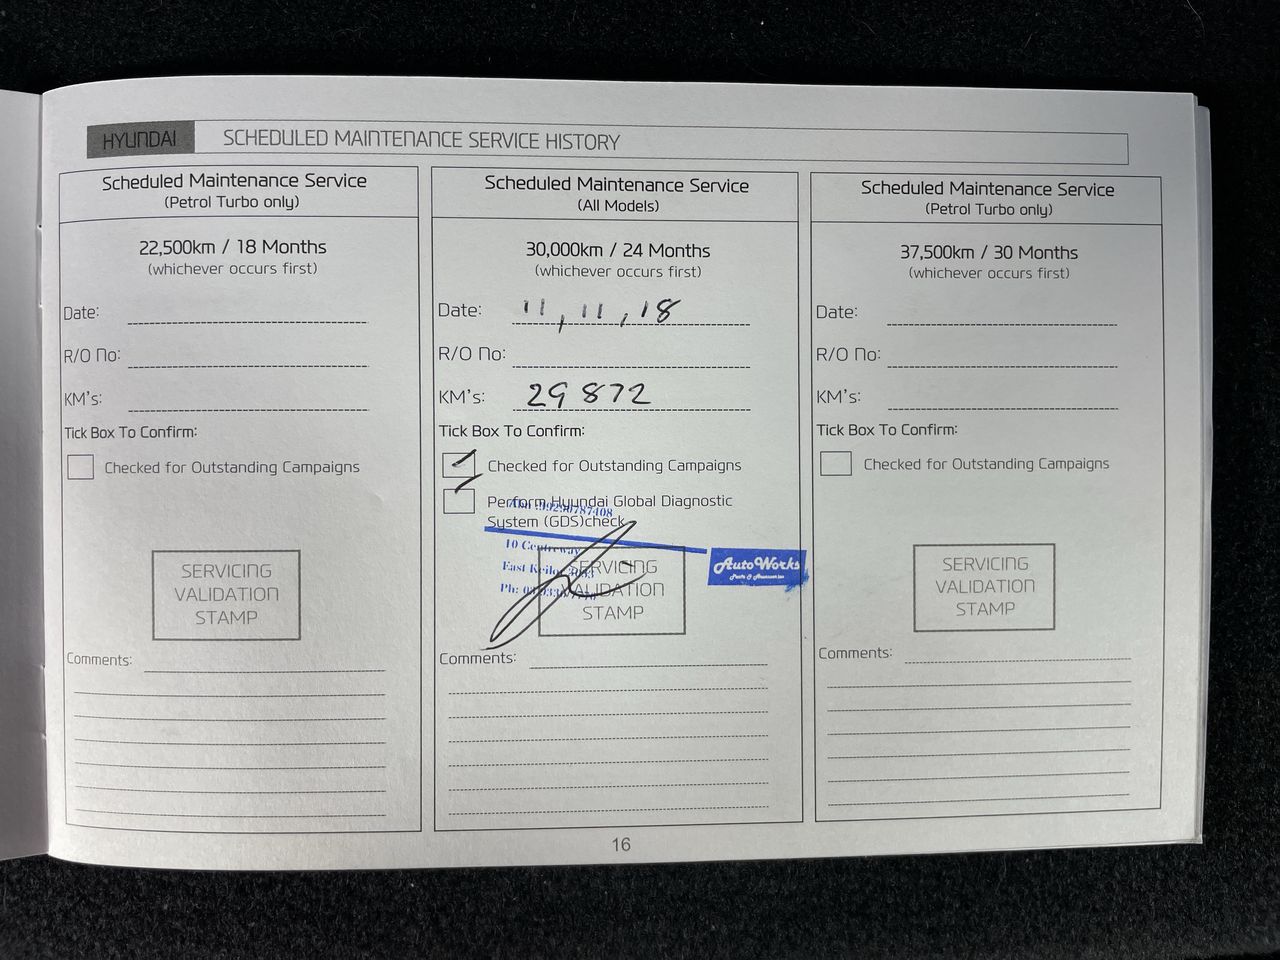 HYUNDAI SCHEDULED MAINTENANCE SERVICE HISTORY
Scheduled Maintenance Service
(Petrol Turbo only)
22,500km / 18 Months
(whichever occurs first)
Date:
R/O No:
KM's:
Tick Box To Confirm:
Checked for Outstanding Campaigns
SERVICING
VALIDATION
STAMP
Comments:
Scheduled Maintenance Service
(All Models)
30,000km / 24 Months
(whichever occurs first)
Date: 11, 11, 18
R/O No:
KM's: 29 872
Tick Box To Confirm:
Checked for Outstanding Campaigns
Perform Hyundai Global Diagnostic
System (GDS)check
10 Centreway
East Keilor 3033
Ph:
AutoWorks
SERVICING
VALIDATION
STAMP
Comments:
Scheduled Maintenance Service
(Petrol Turbo only)
37,500km / 30 Months
(whichever occurs first)
Date:
R/O No:
KM's:
Tick Box To Confirm:
Checked for Outstanding Campaigns
SERVICING
VALIDATION
STAMP
Comments:
16